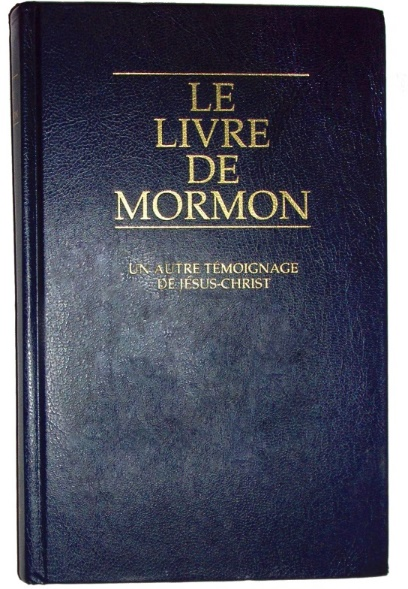 LE
LIVRE
DE
MORMON
UN AUTRE TÉMOIGNAGE
DE JÉSUS-CHRIST